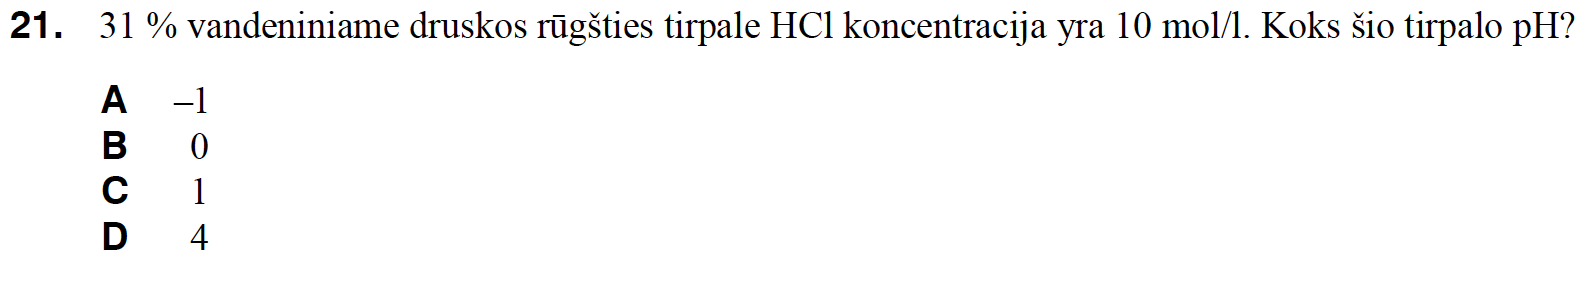 21. 31 % vandeniniame druskos rūgšties tirpale HCl koncentracija yra 10 mol/l. Koks šio tirpalo pH?
A –1
B 0
C 1
D 4